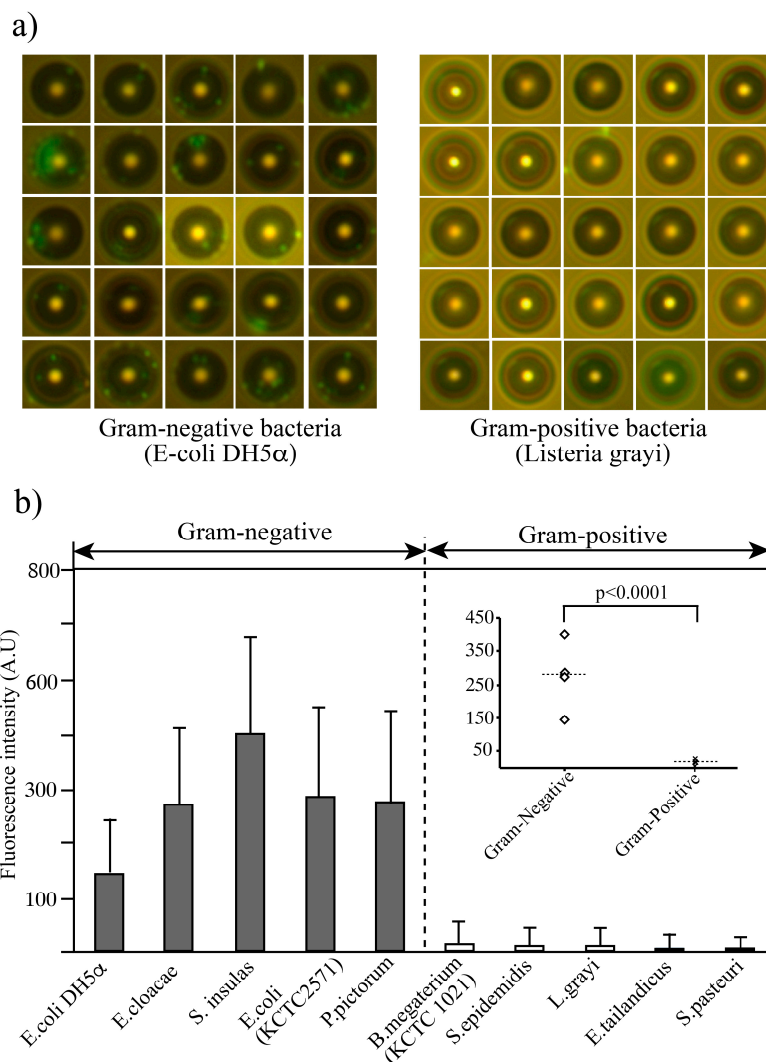 a)
Gram-negative bacteria
(E-coli DH5α)
Gram-positive bacteria
(Listeria grayi)
b)
Gram-negative
Gram-positive
Fluorescence intensity (A.U)
800
600
300
100
p<0.0001
450
350
250
150
50
Gram-Negative
Gram-Positive
E.coli DH5α
E.cloacae
S. insulas
E.coli
(KCTC2571)
P.pictorum
B.megaterium
(KCTC 1021)
S.epidemidis
L.grayi
E.tailandicus
S.pasteuri